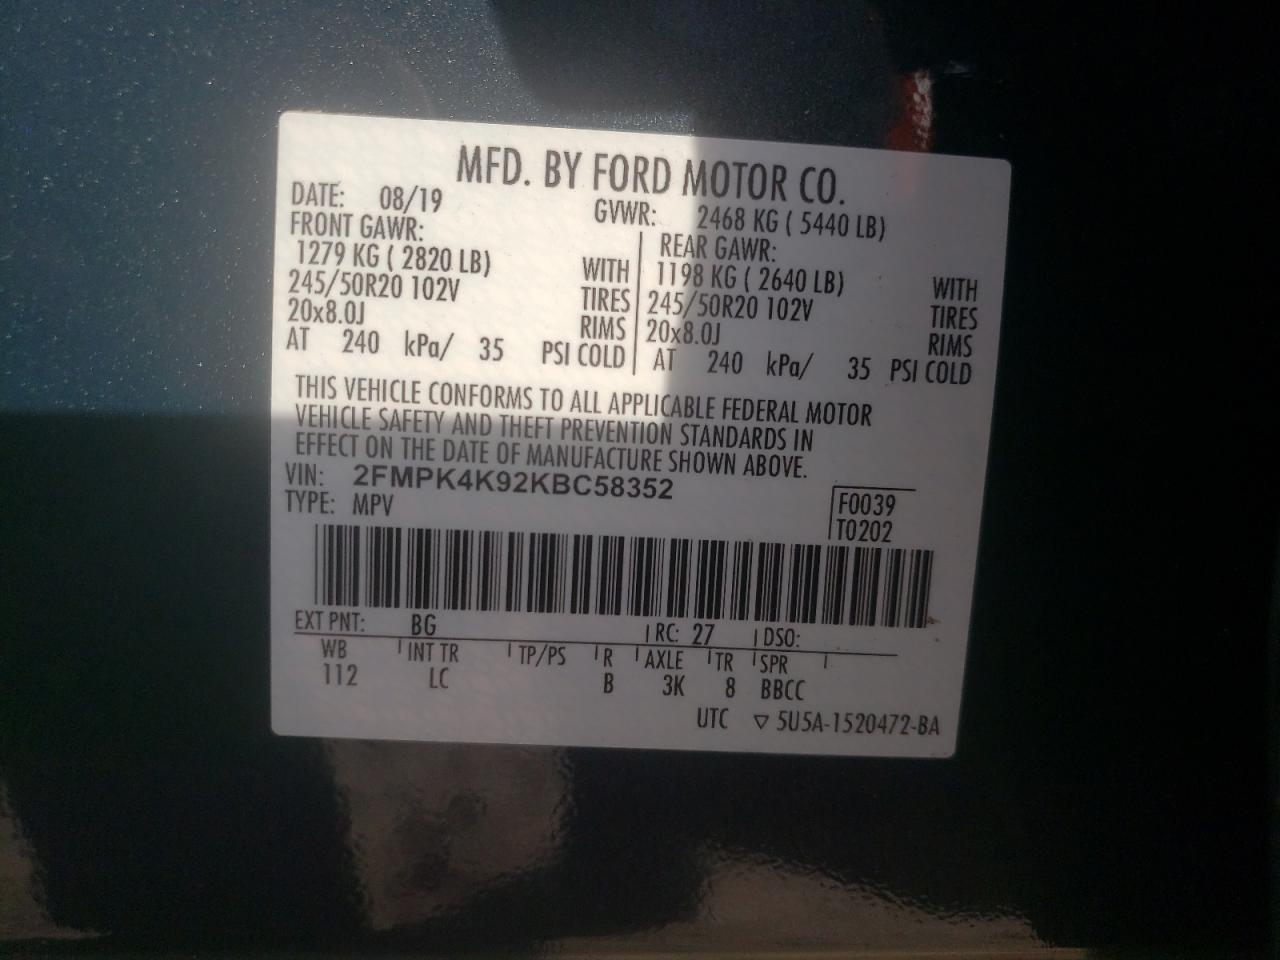 MFD. BY FORD MOTOR CO.
DATE: 08/19 GVWR: 2468 KG ( 5440 LB)
FRONT GAWR: REAR GAWR:
1279 KG ( 2820 LB) WITH 1198 KG ( 2640 LB) WITH
245/50R20 102V TIRES 245/50R20 102V TIRES
20x8.0J RIMS 20x8.0J RIMS
AT 240 kPa/ 35 PSI COLD AT 240 kPa/ 35 PSI COLD
THIS VEHICLE CONFORMS TO ALL APPLICABLE FEDERAL MOTOR
VEHICLE SAFETY AND THEFT PREVENTION STANDARDS IN
EFFECT ON THE DATE OF MANUFACTURE SHOWN ABOVE.
VIN: 2FMPK4K92KBC58352
TYPE: MPV F0039
T0202
EXT PNT: BG RC: 27 DSO:
WB INT TR TP/PS R AXLE TR SPR
112 LC B 3K 8 BBCC
UTC ▽ 5U5A-1520472-BA